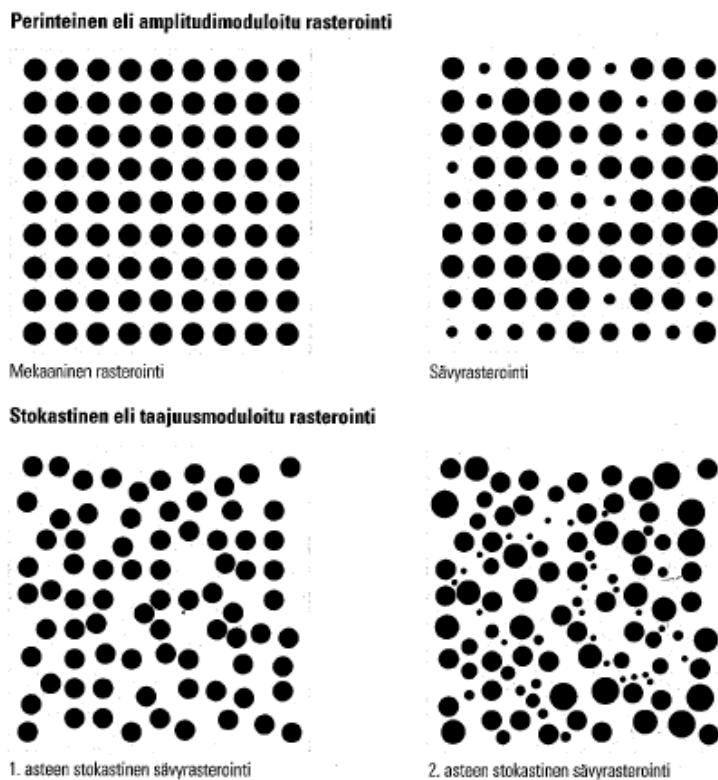 Perinteinen eli amplitudimoduloitu rasterointi
Mekaaninen rasterointi
Sävyrasterointi
Stokastinen eli taajuusmoduloitu rasterointi
1. asteen stokastinen sävyrasterointi
2. asteen stokastinen sävyrasterointi